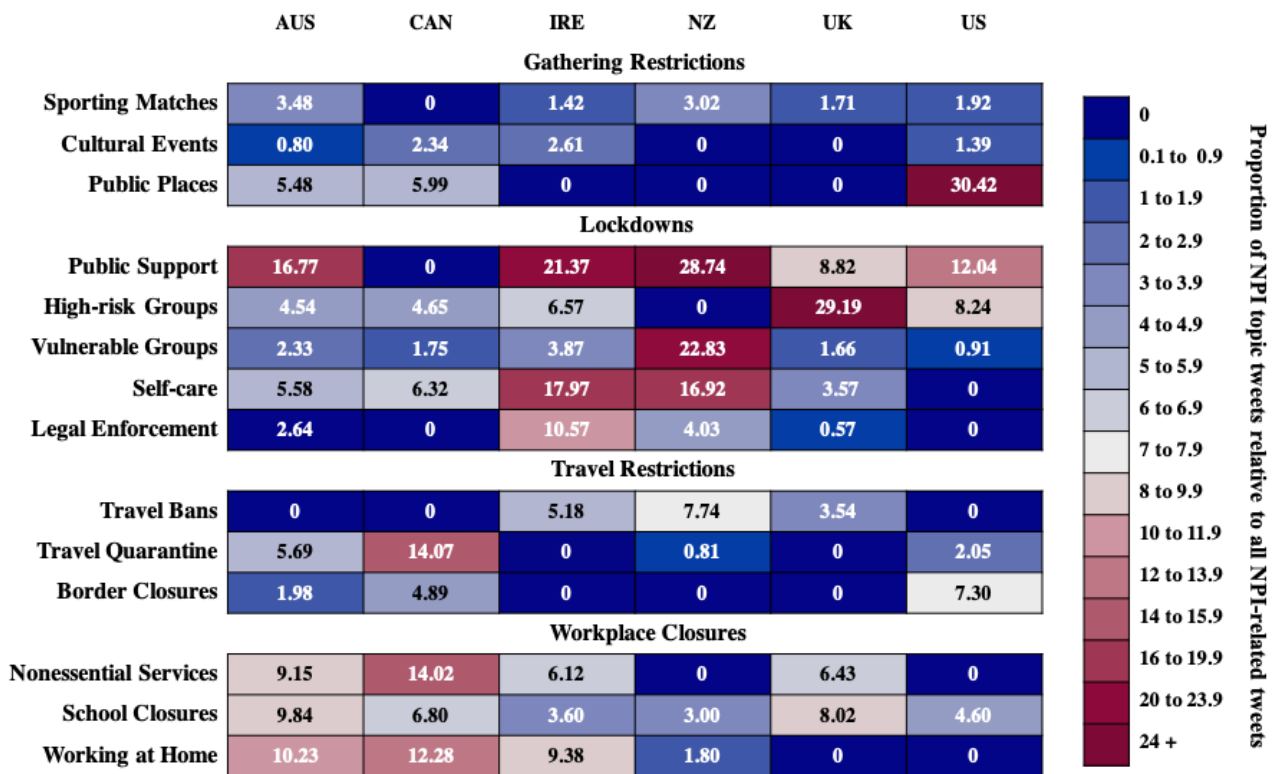 AUS CAN IRE NZ UK US
Gathering Restrictions
Sporting Matches 3.48 0 1.42 3.02 1.71 1.92
Cultural Events 0.80 2.34 2.61 0 0 1.39
Public Places 5.48 5.99 0 0 0 30.42
Lockdowns
Public Support 16.77 0 21.37 28.74 8.82 12.04
High-risk Groups 4.54 4.65 6.57 0 29.19 8.24
Vulnerable Groups 2.33 1.75 3.87 22.83 1.66 0.91
Self-care 5.58 6.32 17.97 16.92 3.57 0
Legal Enforcement 2.64 0 10.57 4.03 0.57 0
Travel Restrictions
Travel Bans 0 0 5.18 7.74 3.54 0
Travel Quarantine 5.69 14.07 0 0.81 0 2.05
Border Closures 1.98 4.89 0 0 0 7.30
Workplace Closures
Nonessential Services 9.15 14.02 6.12 0 6.43 0
School Closures 9.84 6.80 3.60 3.00 8.02 4.60
Working at Home 10.23 12.28 9.38 1.80 0 0
0
0.1 to 0.9
1 to 1.9
2 to 2.9
3 to 3.9
4 to 4.9
5 to 5.9
6 to 6.9
7 to 7.9
8 to 9.9
10 to 11.9
12 to 13.9
14 to 15.9
16 to 19.9
20 to 23.9
24 +
Proportion of NPI topic tweets relative to all NPI-related tweets